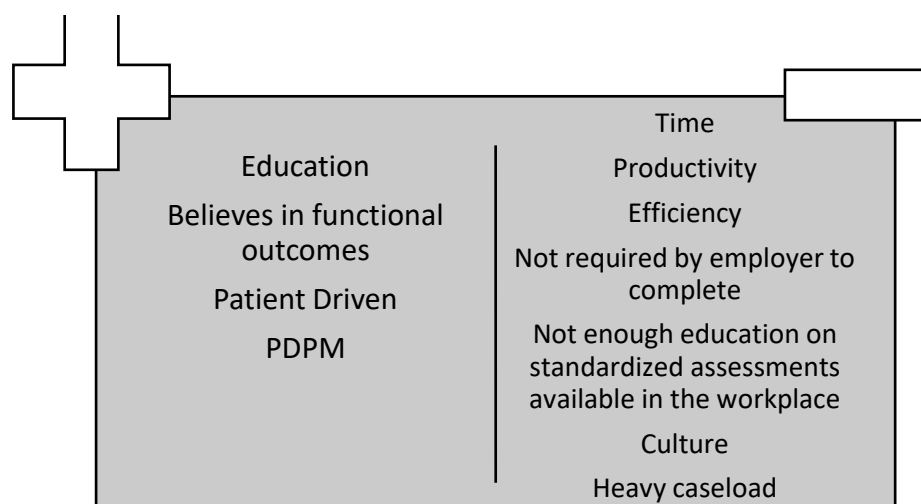 Education
Believes in functional
outcomes
Patient Driven
PDPM
Time
Productivity
Efficiency
Not required by employer to
complete
Not enough education on
standardized assessments
available in the workplace
Culture
Heavy caseload